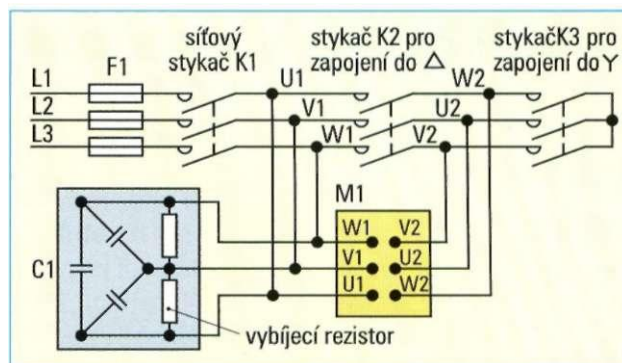 síťový
stykač K1
stykač K2 pro
zapojení do △
stykačK3 pro
zapojení do Y
L1
F1
L2
L3
U1
V1
W1
W2
U2
V2
M1
C1
W1 V2
V1 U2
U1 W2
vybíjecí rezistor